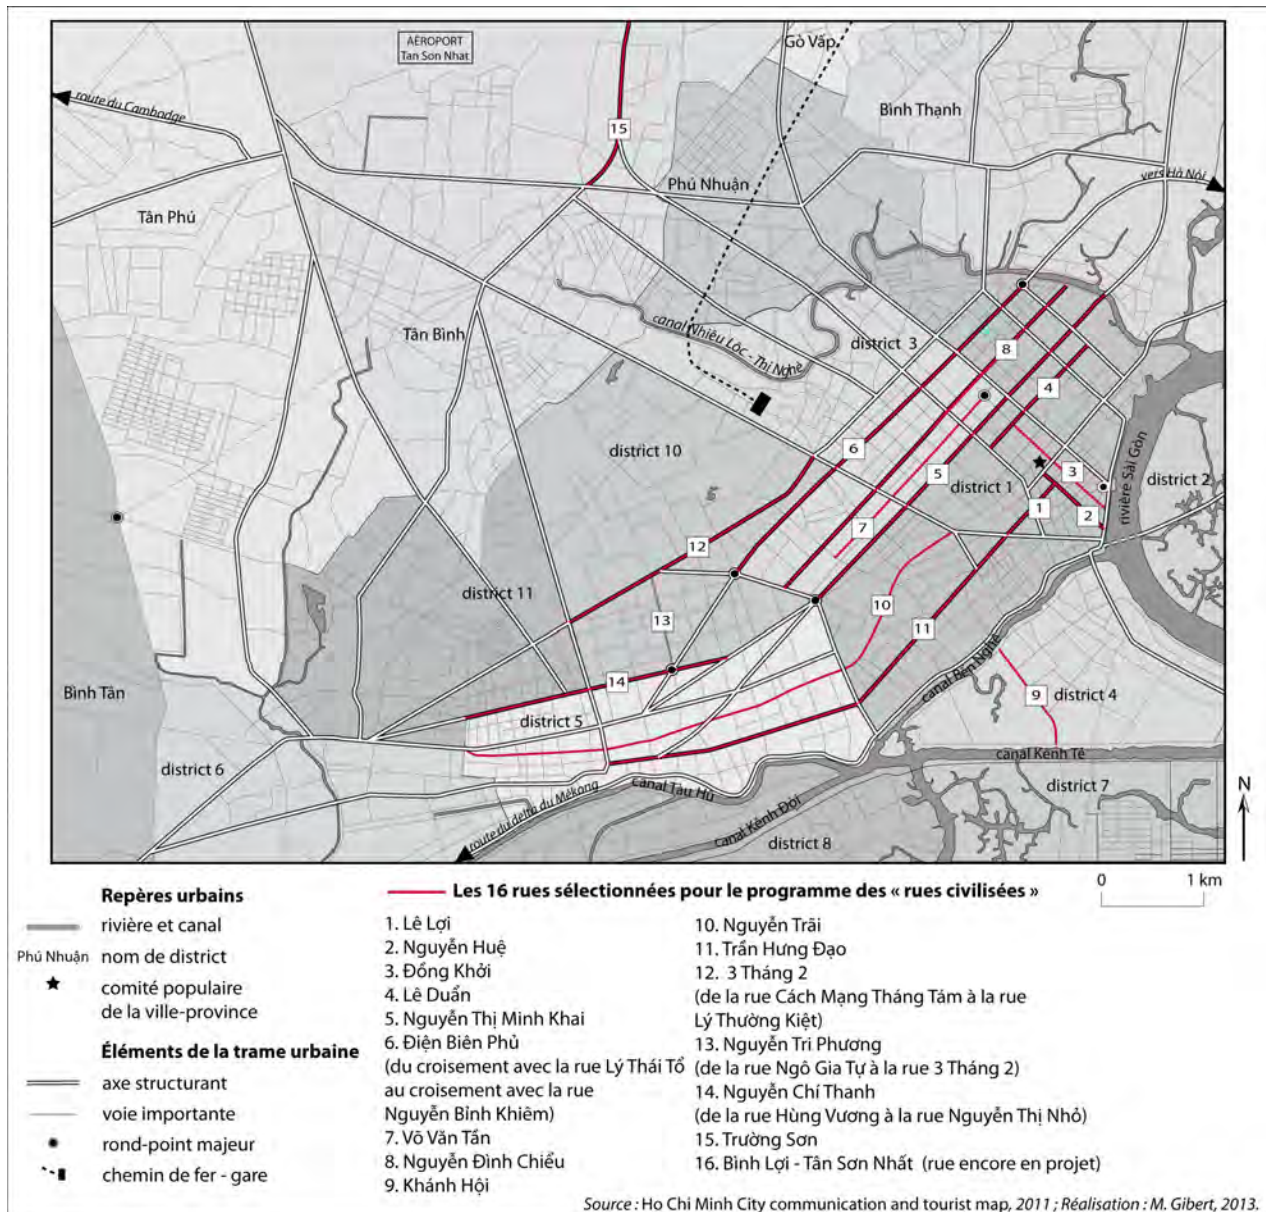 AÉROPORT
Tan Son Nhat
Gò Vấp
route du Cambodge
Bình Thạnh
15
Phú Nhuận
vers Hà Nội
Tân Phú
Tân Bình
canal Nhiêu Lôc - Thi Nghè
district 3
8
4
district 10
6
3
5
district 1
district 2
rivière Sài Gòn
1
2
7
12
district 11
10
13
11
canal Bên Nghé
14
9
district 4
Bình Tân
district 5
canal Kênh Tê
district 6
canal Tàu Hủ
district 7
route du delta du Mékong
canal Kênh Đôi
district 8
N
0 1 km
Repères urbains
rivière et canal
Phú Nhuận nom de district
comité populaire
de la ville-province
Éléments de la trame urbaine
axe structurant
voie importante
rond-point majeur
chemin de fer - gare
Les 16 rues sélectionnées pour le programme des « rues civilisées »
1. Lê Lợi
2. Nguyễn Huệ
3. Đồng Khởi
4. Lê Duẩn
5. Nguyễn Thị Minh Khai
6. Điện Biên Phủ
(du croisement avec la rue Lý Thái Tổ
au croisement avec la rue
Nguyễn Bỉnh Khiêm)
7. Võ Văn Tần
8. Nguyễn Đình Chiểu
9. Khánh Hội
10. Nguyễn Trãi
11. Trần Hưng Đạo
12. 3 Tháng 2
(de la rue Cách Mạng Tháng Tám à la rue
Lý Thường Kiệt)
13. Nguyễn Tri Phương
(de la rue Ngô Gia Tự à la rue 3 Tháng 2)
14. Nguyễn Chí Thanh
(de la rue Hùng Vương à la rue Nguyễn Thị Nhỏ)
15. Trường Sơn
16. Bình Lợi - Tân Sơn Nhất (rue encore en projet)
Source : Ho Chi Minh City communication and tourist map, 2011 ; Réalisation : M. Gibert, 2013.